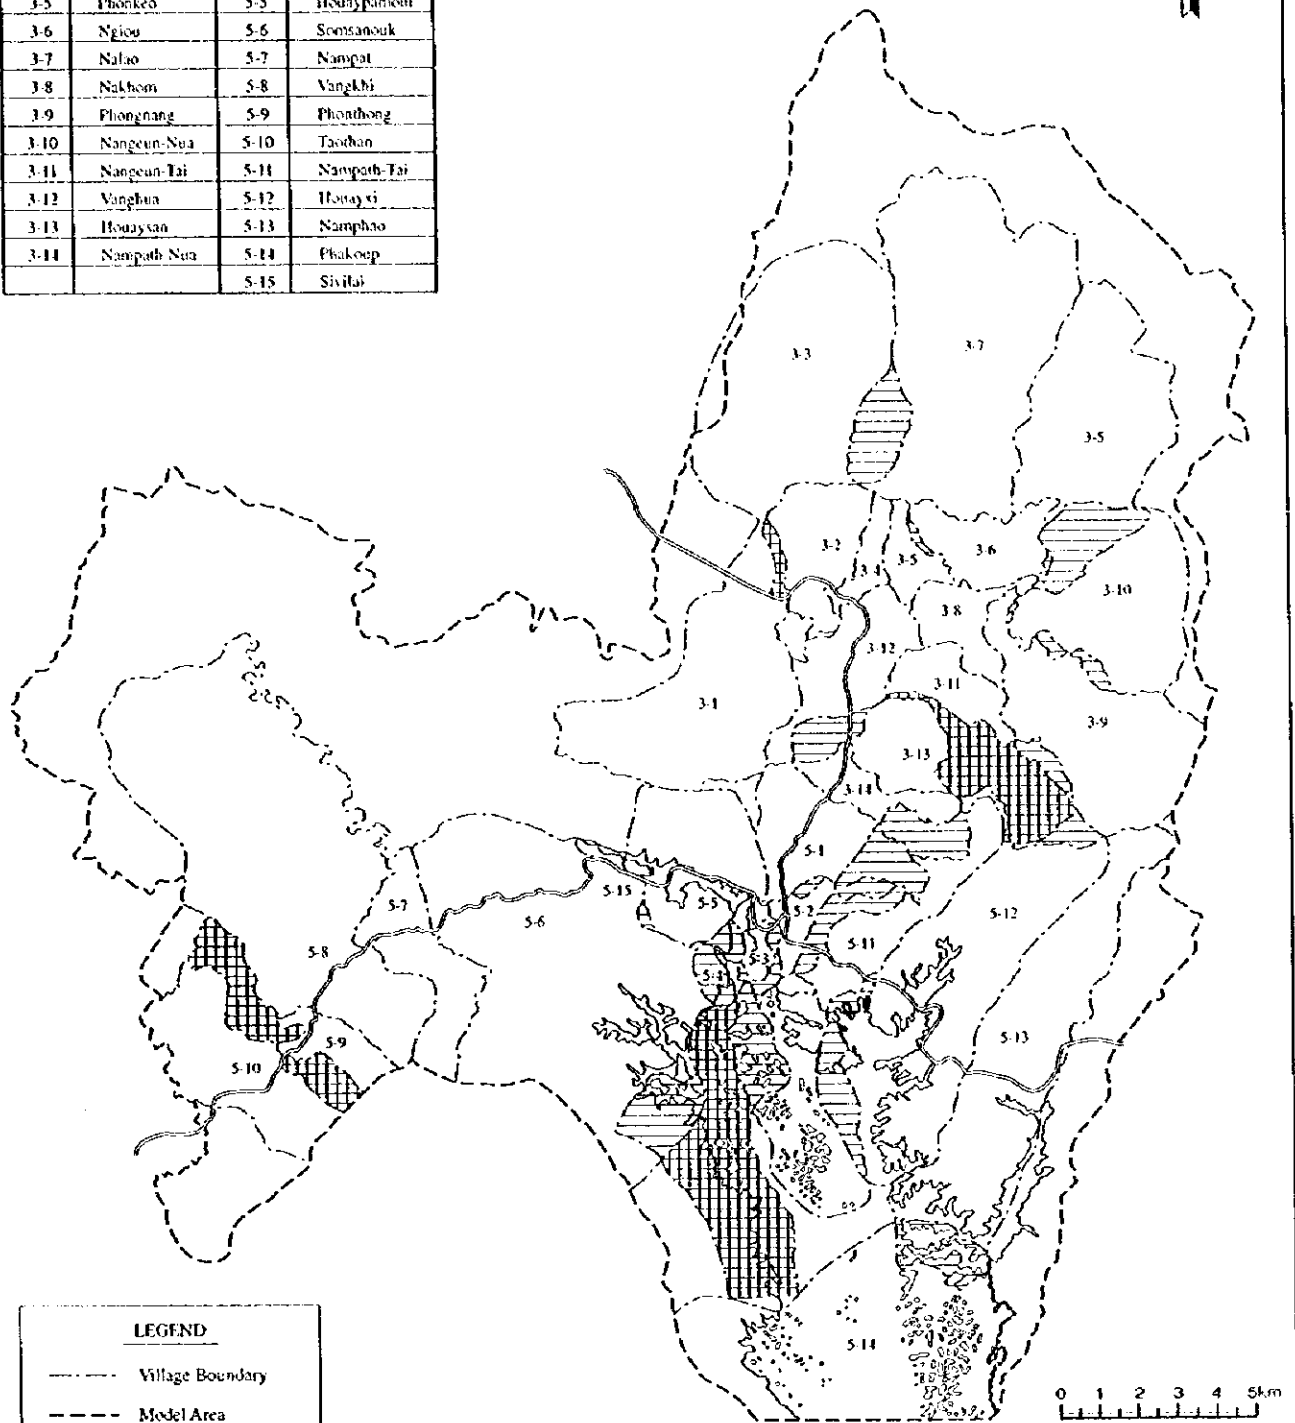 3-5 Phonkeo 5-5 Houaypamom
3-6 Ngiou 5-6 Somsanouk
3-7 Nalao 5-7 Nampat
3-8 Nakhom 5-8 Vangkhi
3-9 Phongnang 5-9 Phonthong
3-10 Nangeun-Nua 5-10 Taothan
3-11 Nangeun-Tai 5-11 Nampath-Tai
3-12 Vanghua 5-12 Houayxi
3-13 Houaysan 5-13 Namphao
3-14 Nampath Nua 5-14 Phakoup
5-15 Sivilai
3-3
3-7
3-5
3-2
3-4
3-5
3-6
3-10
3-8
3-12
3-11
3-1
3-9
3-13
3-14
5-1
5-15
5-5
5-2
5-7
5-6
5-12
5-8
5-11
5-3
5-4
5-13
5-9
5-10
5-14
LEGEND
Village Boundary
Model Area
0 1 2 3 4 5km